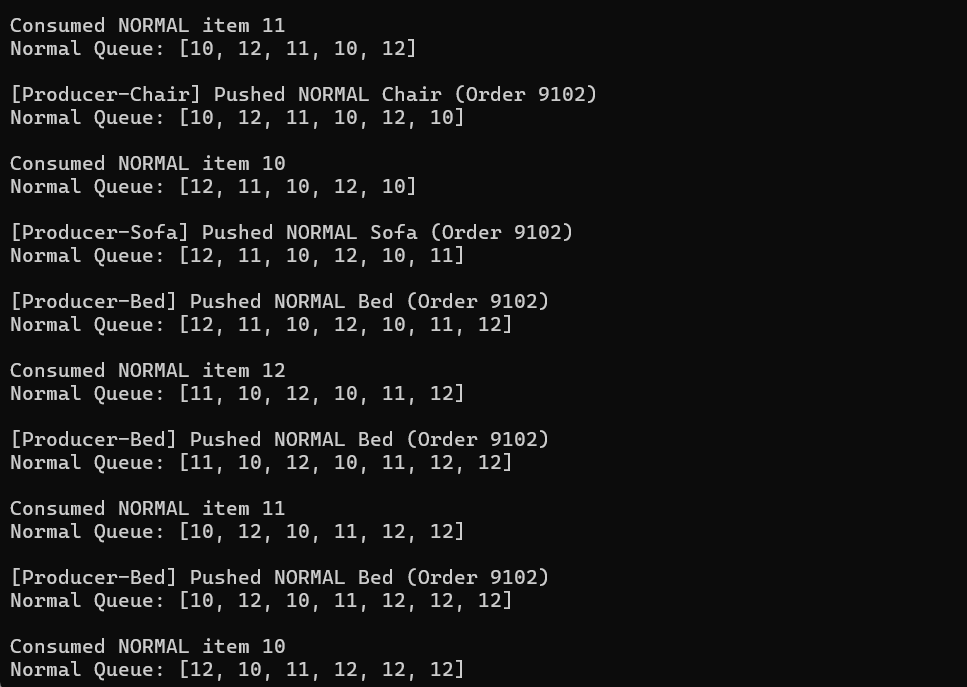 Consumed NORMAL item 11
Normal Queue: [10, 12, 11, 10, 12]
[Producer-Chair] Pushed NORMAL Chair (Order 9102)
Normal Queue: [10, 12, 11, 10, 12, 10]
Consumed NORMAL item 10
Normal Queue: [12, 11, 10, 12, 10]
[Producer-Sofa] Pushed NORMAL Sofa (Order 9102)
Normal Queue: [12, 11, 10, 12, 10, 11]
[Producer-Bed] Pushed NORMAL Bed (Order 9102)
Normal Queue: [12, 11, 10, 12, 10, 11, 12]
Consumed NORMAL item 12
Normal Queue: [11, 10, 12, 10, 11, 12]
[Producer-Bed] Pushed NORMAL Bed (Order 9102)
Normal Queue: [11, 10, 12, 10, 11, 12, 12]
Consumed NORMAL item 11
Normal Queue: [10, 12, 10, 11, 12, 12]
[Producer-Bed] Pushed NORMAL Bed (Order 9102)
Normal Queue: [10, 12, 10, 11, 12, 12, 12]
Consumed NORMAL item 10
Normal Queue: [12, 10, 11, 12, 12, 12]